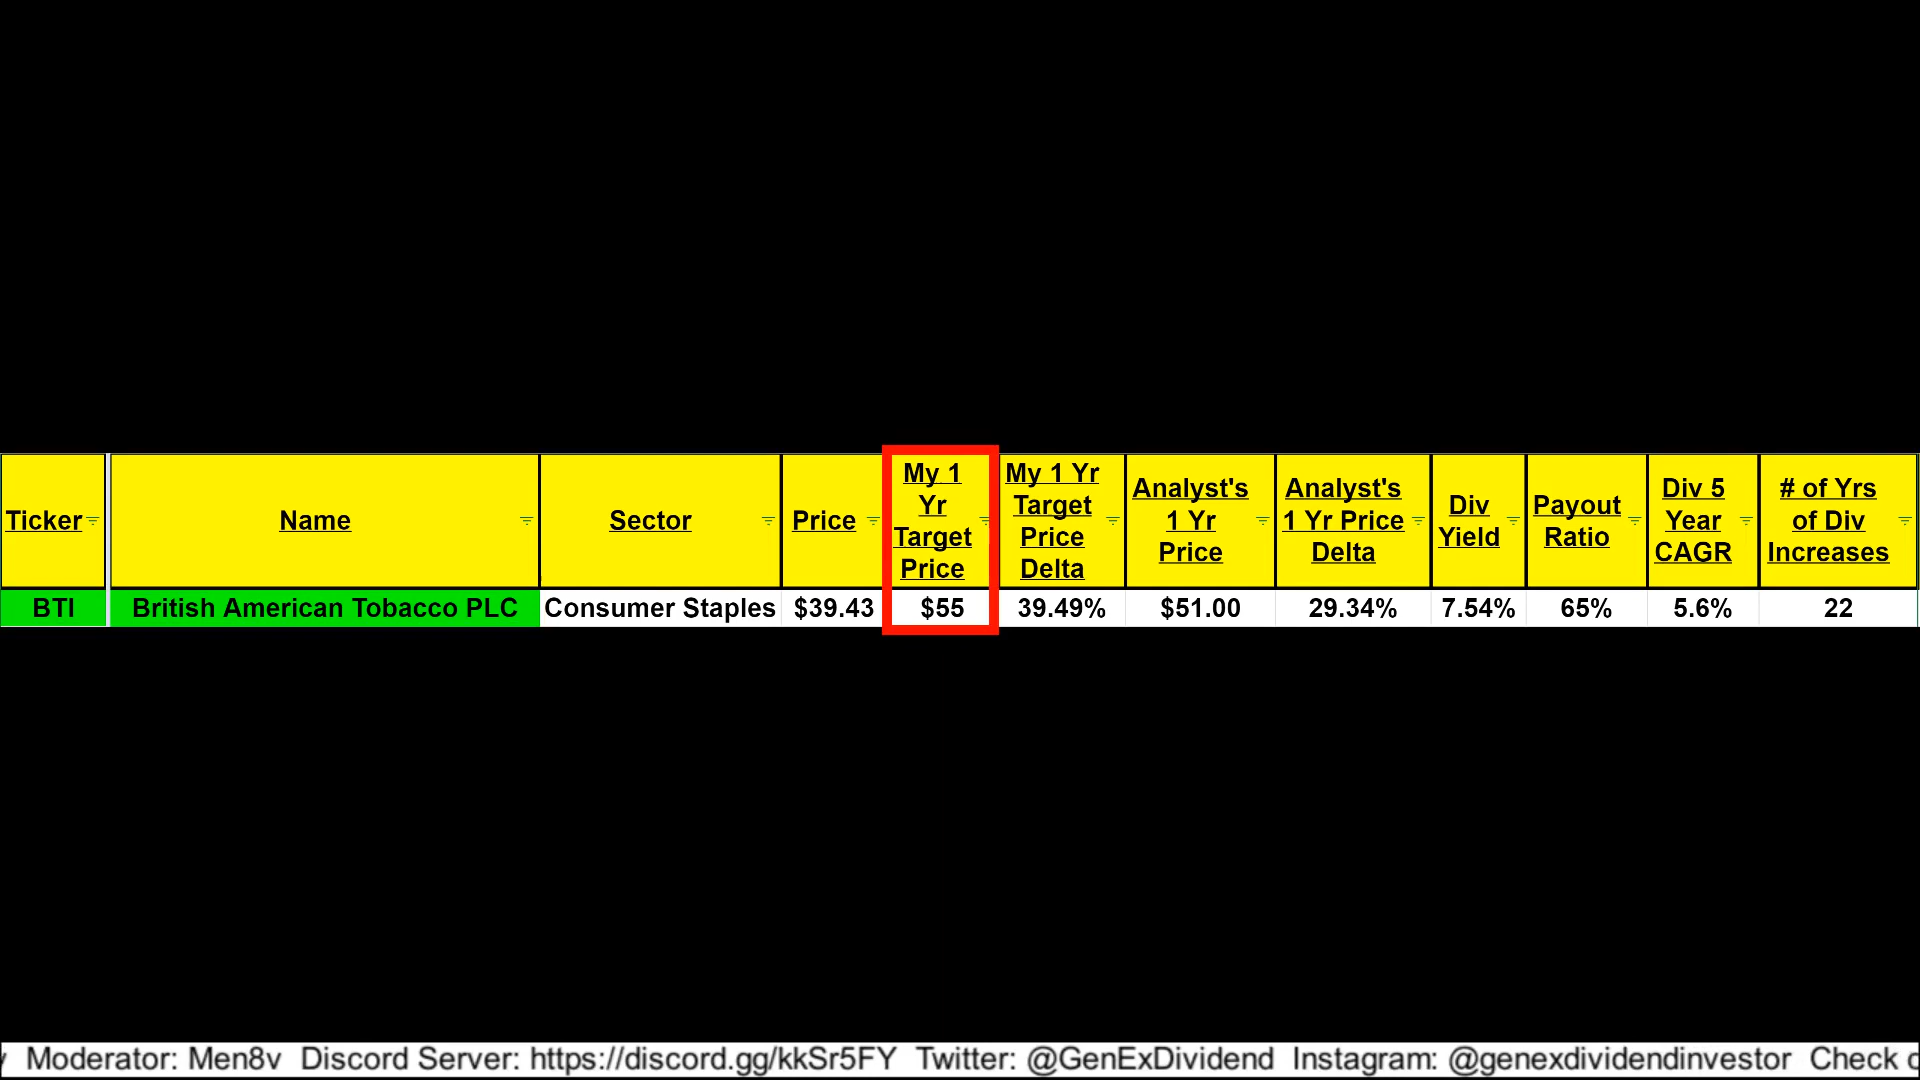 Ticker
Name
Sector
Price
My 1
Yr
Target
Price
My 1 Yr
Target
Price
Delta
Analyst's
1 Yr
Price
Analyst's
1 Yr Price
Delta
Div
Yield
Payout
Ratio
Div 5
Year
CAGR
# of Yrs
of Div
Increases
BTI British American Tobacco PLC Consumer Staples $39.43 $55 39.49% $51.00 29.34% 7.54% 65% 5.6% 22
Moderator: Men8v Discord Server: https://discord.gg/kkSr5FY Twitter: @GenExDividend Instagram: @genexdividendinvestor Check